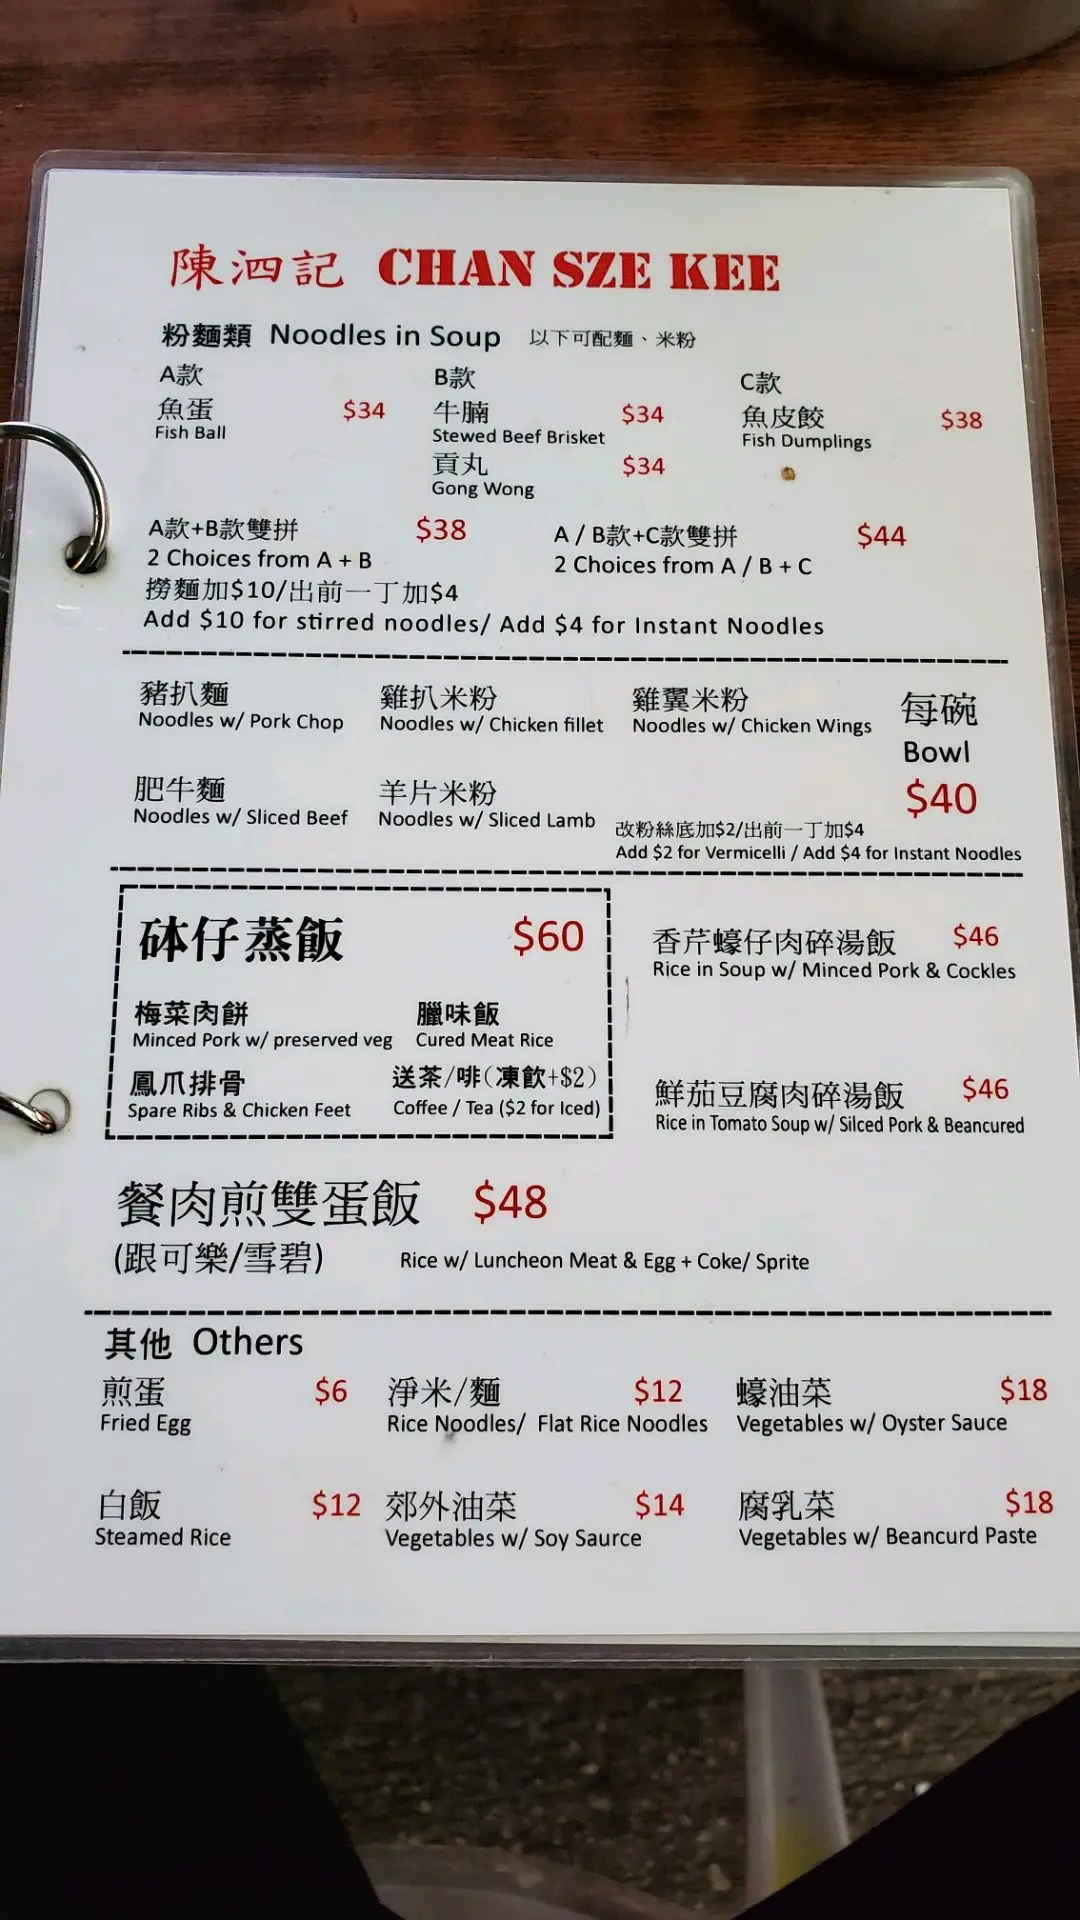 陳泗記 CHAN SZE KEE
粉麵類 Noodles in Soup 以下可配麵、米粉
A款
魚蛋 $34
Fish Ball
B款
牛腩 $34
Stewed Beef Brisket
貢丸 $34
Gong Wong
C款
魚皮餃 $38
Fish Dumplings
A款+B款雙拼 $38
2 Choices from A + B
A / B款+C款雙拼 $44
2 Choices from A / B + C
撈麵加$10/出前一丁加$4
Add $10 for stirred noodles/ Add $4 for Instant Noodles
豬扒麵
Noodles w/ Pork Chop
雞扒米粉
Noodles w/ Chicken fillet
雞翼米粉
Noodles w/ Chicken Wings
每碗
Bowl
$40
肥牛麵
Noodles w/ Sliced Beef
羊片米粉
Noodles w/ Sliced Lamb
改粉絲底加$2/出前一丁加$4
Add $2 for Vermicelli / Add $4 for Instant Noodles
砵仔蒸飯 $60
梅菜肉餅
Minced Pork w/ preserved veg
臘味飯
Cured Meat Rice
鳳爪排骨
Spare Ribs & Chicken Feet
送茶/啡(凍飲+$2)
Coffee / Tea ($2 for Iced)
香芹蠔仔肉碎湯飯 $46
Rice in Soup w/ Minced Pork & Cockles
鮮茄豆腐肉碎湯飯 $46
Rice in Tomato Soup w/ Silced Pork & Beancured
餐肉煎雙蛋飯 $48
(跟可樂/雪碧) Rice w/ Luncheon Meat & Egg + Coke/ Sprite
其他 Others
煎蛋 $6
Fried Egg
淨米/麵 $12
Rice Noodles/ Flat Rice Noodles
蠔油菜 $18
Vegetables w/ Oyster Sauce
白飯 $12
Steamed Rice
郊外油菜 $14
Vegetables w/ Soy Saurce
腐乳菜 $18
Vegetables w/ Beancurd Paste